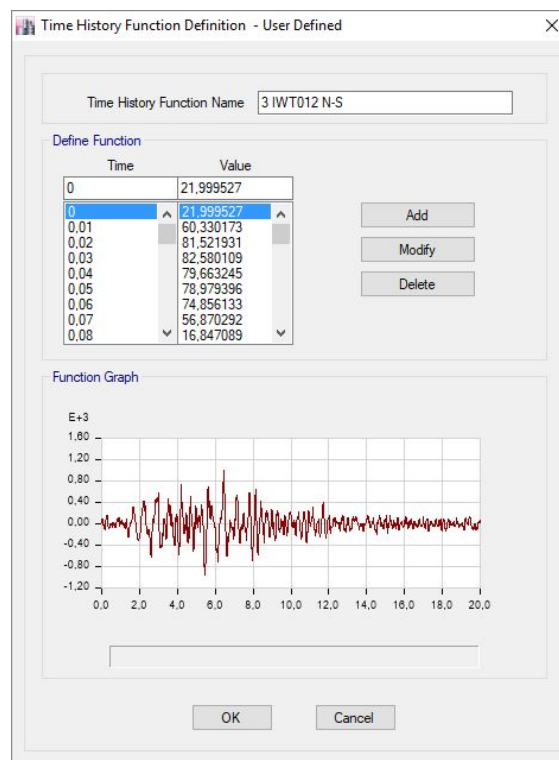 Time History Function Definition - User Defined
Time History Function Name 3 IWT012 N-S
Define Function
Time Value
0 21,999527
0 21,999527
0,01 60,330173
0,02 81,521931
0,03 82,580109
0,04 79,663245
0,05 78,979396
0,06 74,856133
0,07 56,870292
0,08 16,847089
Add
Modify
Delete
Function Graph
E+3
1,60
1,20
0,80
0,40
0,00
-0,40
-0,80
-1,20
0,0 2,0 4,0 6,0 8,0 10,0 12,0 14,0 16,0 18,0 20,0
OK Cancel